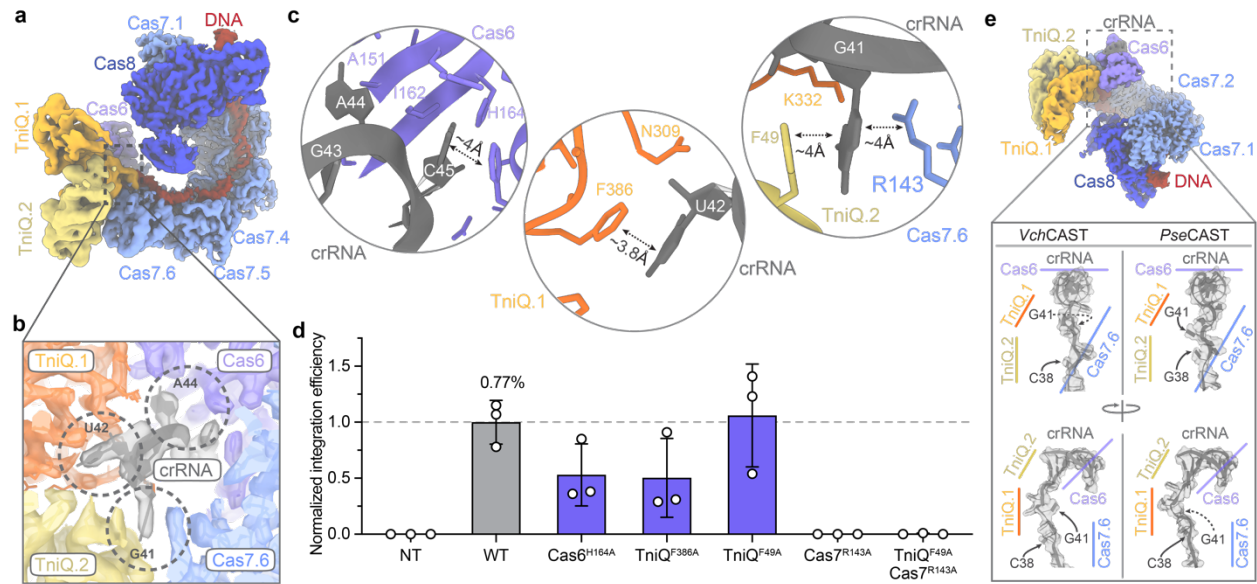 a
Cas7.1
DNA
Cas8
Cas6
TniQ.1
TniQ.2
Cas7.4
Cas7.6
Cas7.5
b
TniQ.1
Cas6
A44
U42
crRNA
G41
TniQ.2
Cas7.6
c
Cas6
A151
I162
A44
H164
G43
~4Å
C45
crRNA
N309
F386
U42
~3.8Å
crRNA
TniQ.1
crRNA
G41
K332
F49
~4Å
~4Å
R143
TniQ.2
Cas7.6
d
Normalized integration efficiency
1.5
1.0
0.5
0.0
0.77%
NT
WT
Cas6H164A
TniQF386A
TniQF49A
Cas7R143A
TniQF49A
Cas7R143A
e
crRNA
TniQ.2
Cas6
Cas7.2
TniQ.1
Cas7.1
Cas8
DNA
VchCAST
PseCAST
crRNA
crRNA
Cas6
Cas6
TniQ.1
G41
TniQ.1
G41
TniQ.2
Cas7.6
TniQ.2
Cas7.6
C38
G38
crRNA
crRNA
TniQ.2
TniQ.2
TniQ.1
Cas6
TniQ.1
Cas6
G41
Cas7.6
G41
Cas7.6
C38
C38